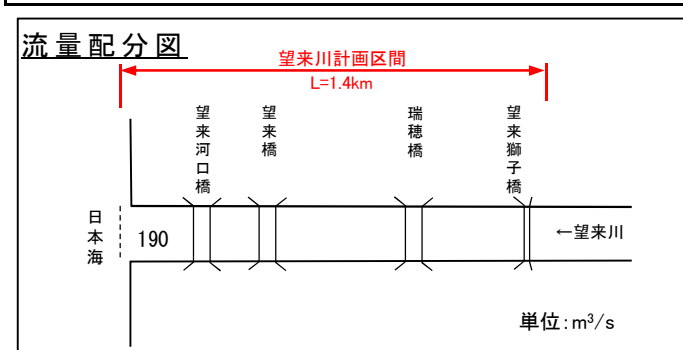 流量配分図
望来川計画区間
L=1.4km
望来河口橋
望来橋
瑞穂橋
望来獅子橋
日本海
190
←望来川
単位:m³/s